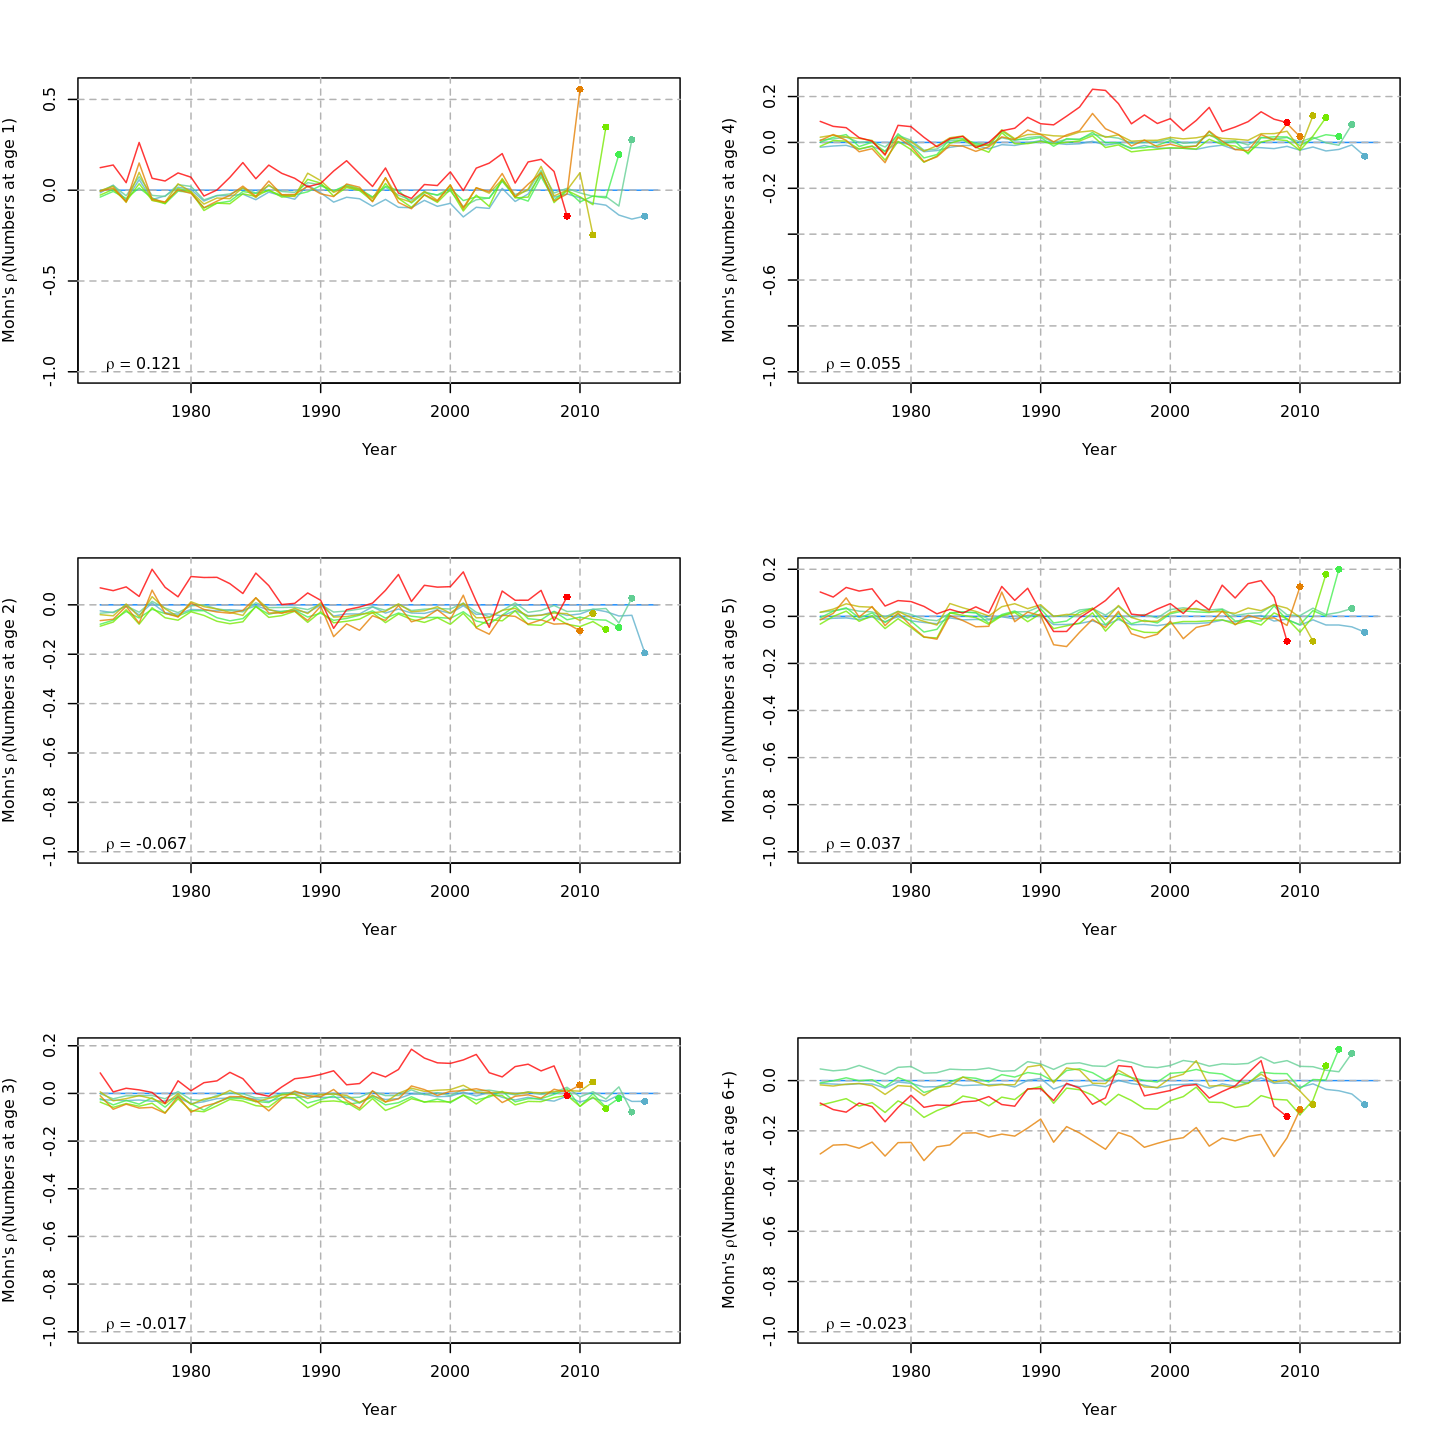 Mohn's ρ(Numbers at age 1)
0.5
0.0
-0.5
-1.0
ρ = 0.121
1980 1990 2000 2010
Year
Mohn's ρ(Numbers at age 4)
0.2
0.0
-0.2
-0.6
-1.0
ρ = 0.055
1980 1990 2000 2010
Year
Mohn's ρ(Numbers at age 2)
0.0
-0.2
-0.4
-0.6
-0.8
-1.0
ρ = -0.067
1980 1990 2000 2010
Year
Mohn's ρ(Numbers at age 5)
0.2
0.0
-0.2
-0.4
-0.6
-0.8
-1.0
ρ = 0.037
1980 1990 2000 2010
Year
Mohn's ρ(Numbers at age 3)
0.2
0.0
-0.2
-0.4
-0.6
-0.8
-1.0
ρ = -0.017
1980 1990 2000 2010
Year
Mohn's ρ(Numbers at age 6+)
0.0
-0.2
-0.4
-0.6
-0.8
-1.0
ρ = -0.023
1980 1990 2000 2010
Year